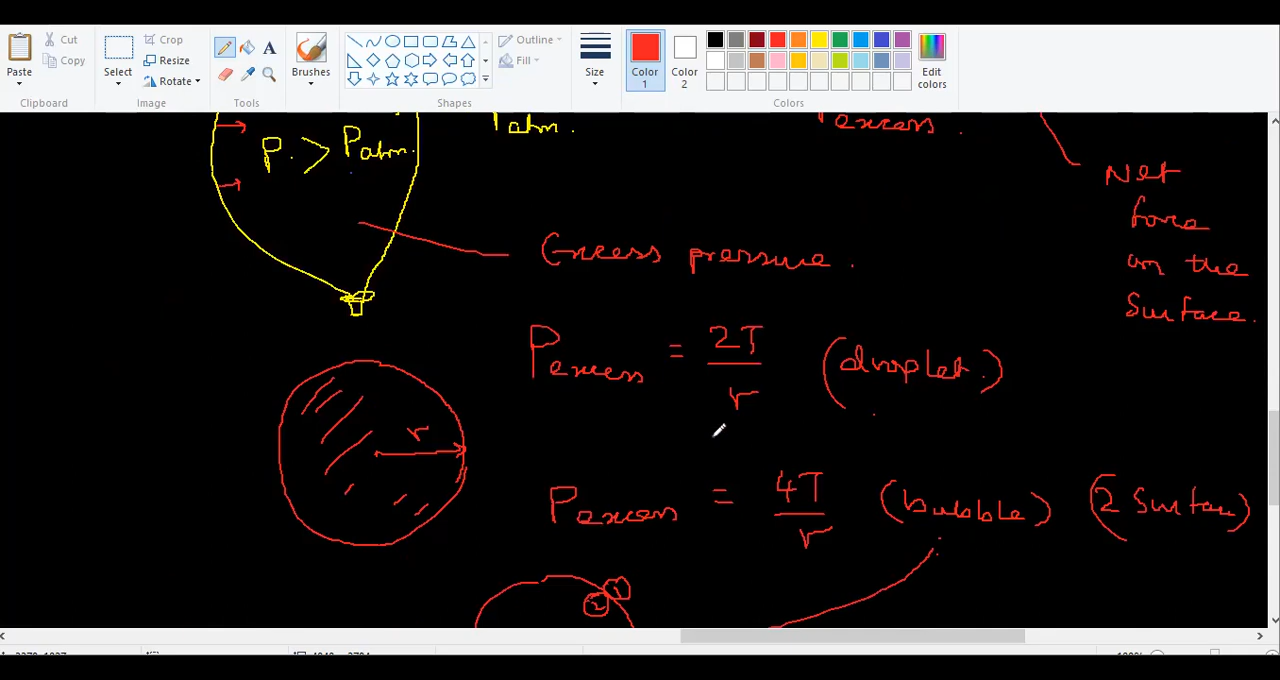 Cut
Copy
Paste
Clipboard
Select
Crop
Resize
Rotate
Image
A
Tools
Brushes
Outline
Fill
Shapes
Size
Color
1
Color
2
Edit
colors
Colors
P. > Patm.
Patm.
Pexcess.
Net
force
on the
Surface.
Excess pressure.
Pexcess = 2T
r
(droplet.)
r
Pexcess = 4T
r
(bubble) (2 Surface)
1
2